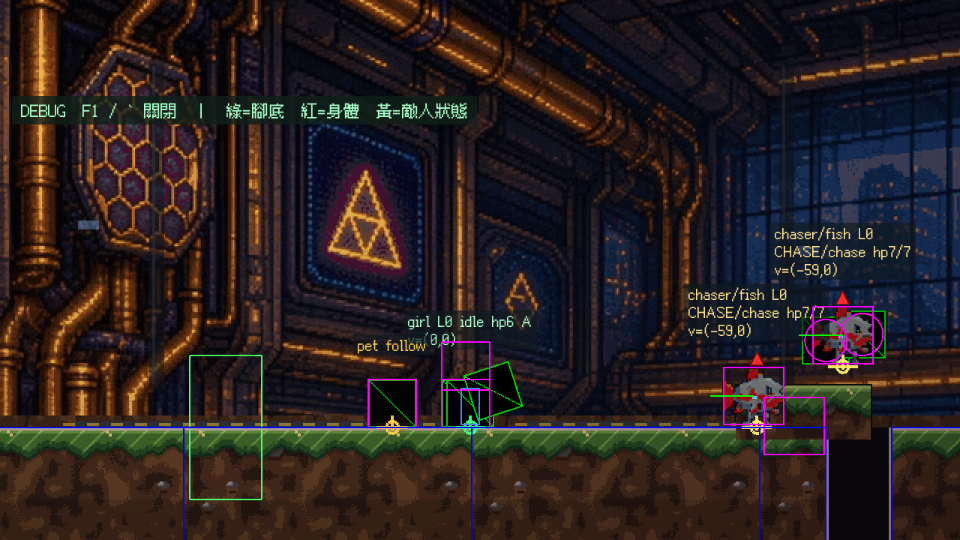 DEBUG F1 / ` 關閉 | 綠=腳底 紅=身體 黃=敵人狀態
chaser/fish L0
CHASE/chase hp7/7
v=(-59,0)
chaser/fish L0
CHASE/chase hp7/7
v=(-59,0)
girl L0 idle hp6 A
v=(0,0)
pet follow